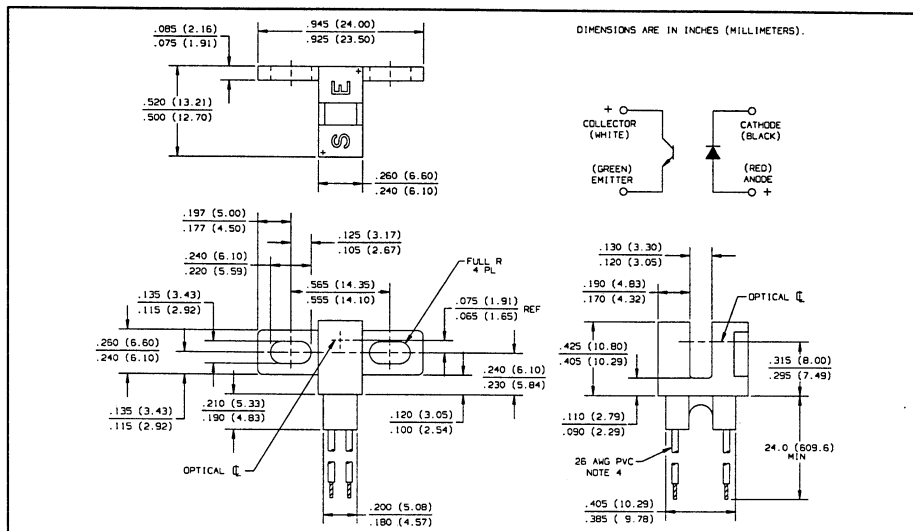 .945 (24.00)
.925 (23.50)
DIMENSIONS ARE IN INCHES (MILLIMETERS).
.085 (2.16)
.075 (1.91)
+
E
S
+
.520 (13.21)
.500 (12.70)
.260 (6.60)
.240 (6.10)
+
COLLECTOR
(WHITE)
CATHODE
(BLACK)
(GREEN)
EMITTER
(RED)
ANODE
+
.197 (5.00)
.177 (4.50)
.125 (3.17)
.105 (2.67)
.240 (6.10)
.220 (5.59)
.565 (14.35)
.555 (14.10)
FULL R
4 PL
.135 (3.43)
.115 (2.92)
.075 (1.91)
.065 (1.65) REF
.260 (6.60)
.240 (6.10)
.240 (6.10)
.230 (5.84)
.135 (3.43)
.115 (2.92)
.210 (5.33)
.190 (4.83)
.120 (3.05)
.100 (2.54)
OPTICAL ℄
.200 (5.08)
.180 (4.57)
.130 (3.30)
.120 (3.05)
.190 (4.83)
.170 (4.32)
OPTICAL ℄
.425 (10.80)
.405 (10.29)
.315 (8.00)
.295 (7.49)
.110 (2.79)
.090 (2.29)
26 AWG PVC
NOTE 4
24.0 (609.6)
MIN
.405 (10.29)
.385 ( 9.78)